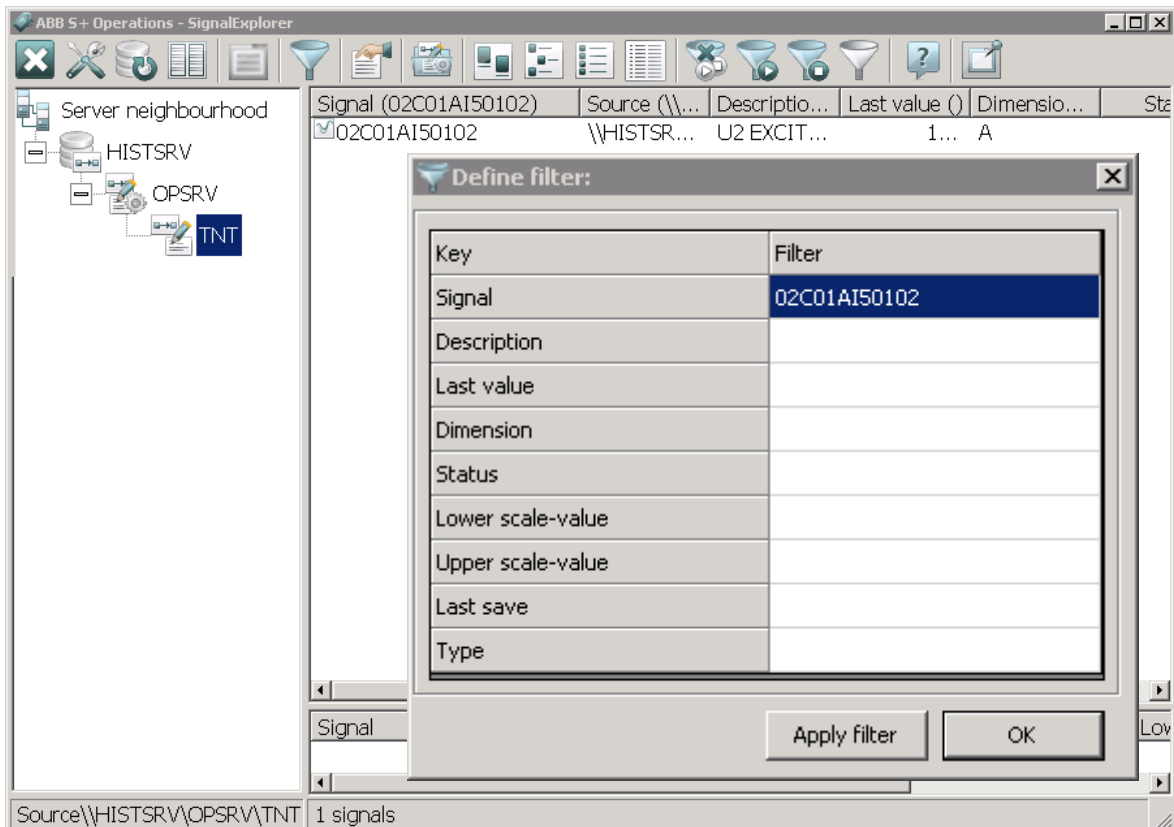 ABB S+ Operations - SignalExplorer
Server neighbourhood
HISTSRV
OPSRV
TNT
Signal (02C01AI50102) Source (\\... Descriptio... Last value () Dimensio... Sta
02C01AI50102 \\HISTSR... U2 EXCIT... 1... A
Define filter:
Key Filter
Signal 02C01AI50102
Description
Last value
Dimension
Status
Lower scale-value
Upper scale-value
Last save
Type
Apply filter OK
Signal Lov
Source\\HISTSRV\OPSRV\TNT 1 signals